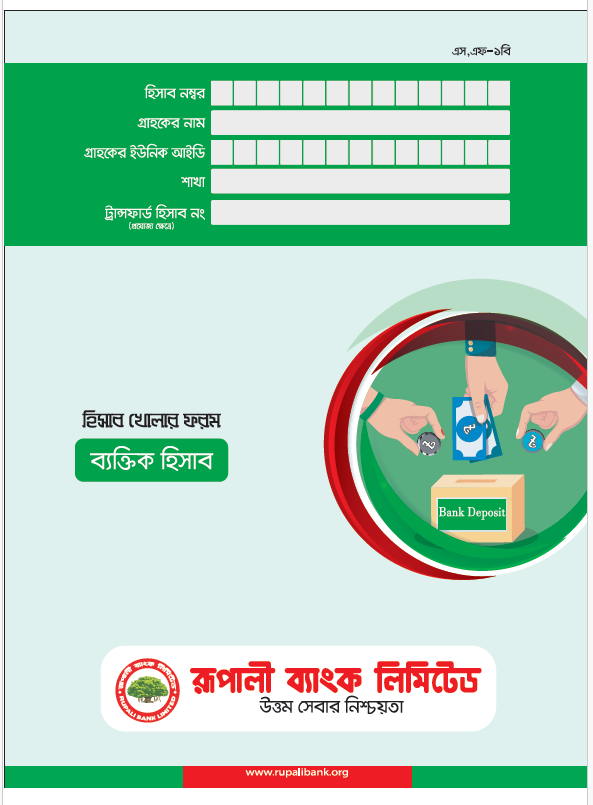 এস,এফ-১বি
হিসাব নম্বর
গ্রাহকের নাম
গ্রাহকের ইউনিক আইডি
শাখা
ট্রান্সফার্ড হিসাব নং
(প্রযোজ্য ক্ষেত্রে)
হিসাব খোলার ফরম
ব্যক্তিক হিসাব
Bank Deposit
রূপালী ব্যাংক লিমিটেড
RUPALI BANK LIMITED
রূপালী ব্যাংক লিমিটেড
উত্তম সেবার নিশ্চয়তা
www.rupalibank.org